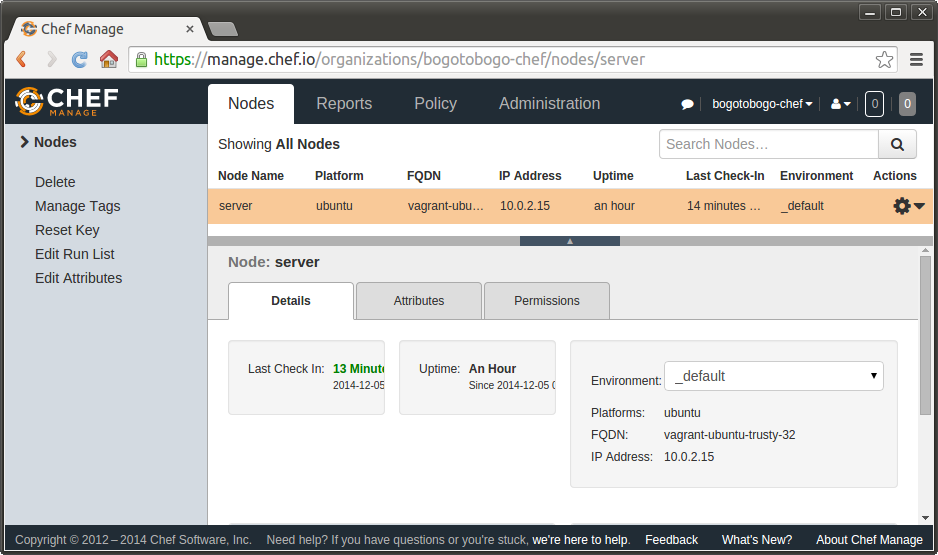 Chef Manage
https://manage.chef.io/organizations/bogotobogo-chef/nodes/server
CHEF
MANAGE
Nodes Reports Policy Administration bogotobogo-chef 0 0
Nodes
Delete
Manage Tags
Reset Key
Edit Run List
Edit Attributes
Showing All Nodes
Search Nodes...
Node Name Platform FQDN IP Address Uptime Last Check-In Environment Actions
server ubuntu vagrant-ubu... 10.0.2.15 an hour 14 minutes ... _default
Node: server
Details Attributes Permissions
Last Check In: 13 Minut
2014-12-05
Uptime: An Hour
Since 2014-12-05 0
Environment: _default
Platforms: ubuntu
FQDN: vagrant-ubuntu-trusty-32
IP Address: 10.0.2.15
Copyright © 2012 – 2014 Chef Software, Inc. Need help? If you have questions or you're stuck, we're here to help. Feedback What's New? About Chef Manage